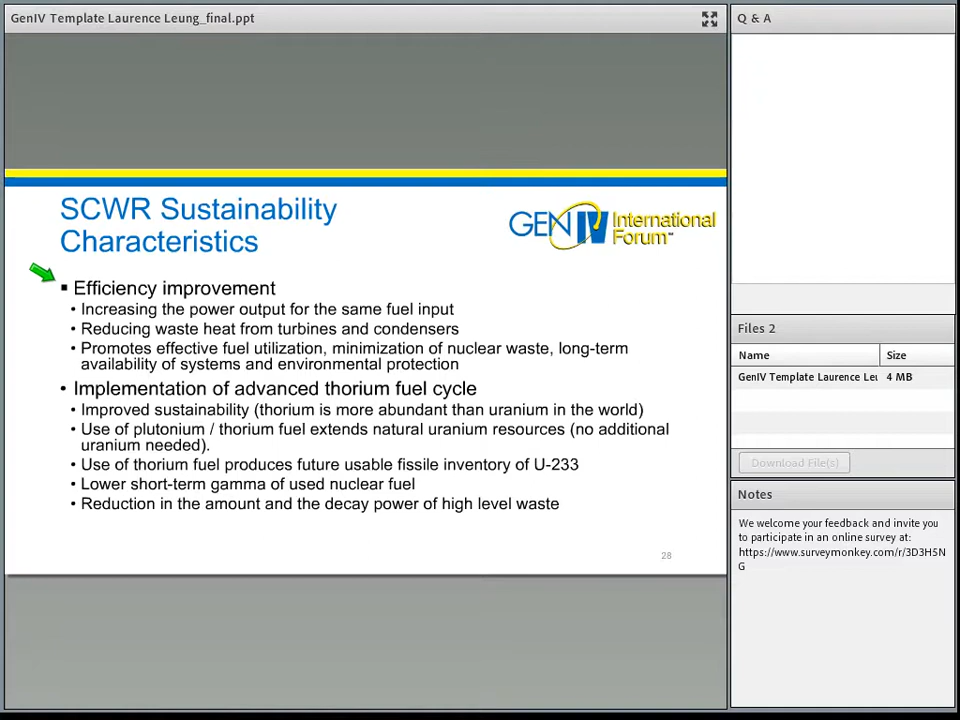 GenIV Template Laurence Leung_final.ppt
SCWR Sustainability
Characteristics
GEN IV International
Forum™
▪ Efficiency improvement
• Increasing the power output for the same fuel input
• Reducing waste heat from turbines and condensers
• Promotes effective fuel utilization, minimization of nuclear waste, long-term
availability of systems and environmental protection
• Implementation of advanced thorium fuel cycle
• Improved sustainability (thorium is more abundant than uranium in the world)
• Use of plutonium / thorium fuel extends natural uranium resources (no additional
uranium needed).
• Use of thorium fuel produces future usable fissile inventory of U-233
• Lower short-term gamma of used nuclear fuel
• Reduction in the amount and the decay power of high level waste
28
Q & A
Files 2
Name Size
GenIV Template Laurence Leu 4 MB
Download File(s)
Notes
We welcome your feedback and invite you
to participate in an online survey at:
https://www.surveymonkey.com/r/3D3H5N
G